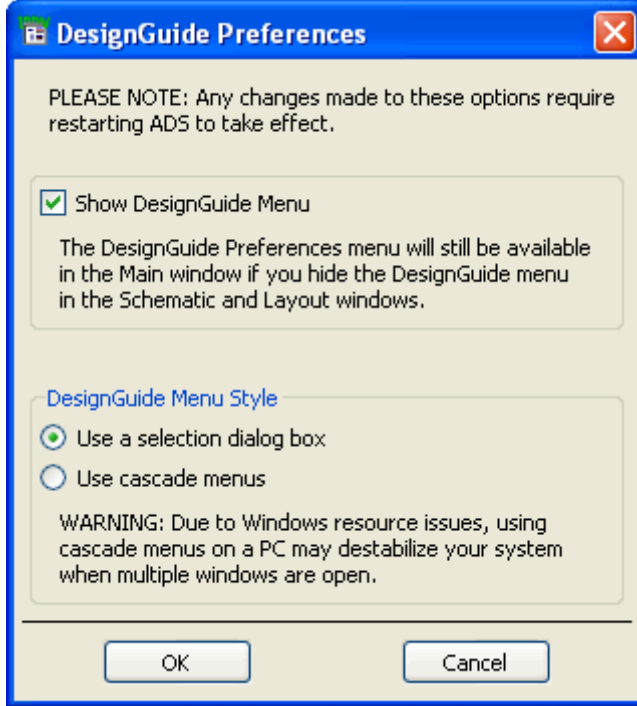 DesignGuide Preferences
PLEASE NOTE: Any changes made to these options require
restarting ADS to take effect.
Show DesignGuide Menu
The DesignGuide Preferences menu will still be available
in the Main window if you hide the DesignGuide menu
in the Schematic and Layout windows.
DesignGuide Menu Style
Use a selection dialog box
Use cascade menus
WARNING: Due to Windows resource issues, using
cascade menus on a PC may destabilize your system
when multiple windows are open.
OK
Cancel